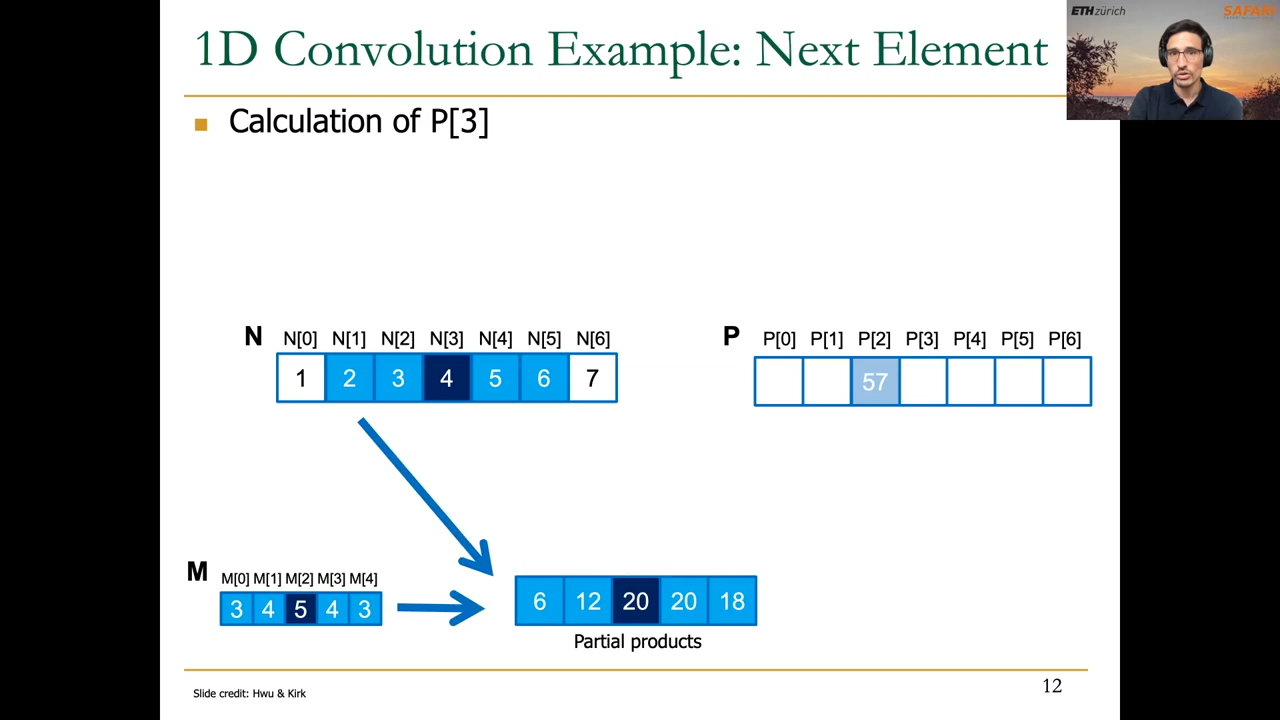 1D Convolution Example: Next Element
ETHzürich
SAFARI
Calculation of P[3]
N N[0] N[1] N[2] N[3] N[4] N[5] N[6]
1 2 3 4 5 6 7
P P[0] P[1] P[2] P[3] P[4] P[5] P[6]
57
M M[0] M[1] M[2] M[3] M[4]
3 4 5 4 3
6 12 20 20 18
Partial products
Slide credit: Hwu & Kirk
12